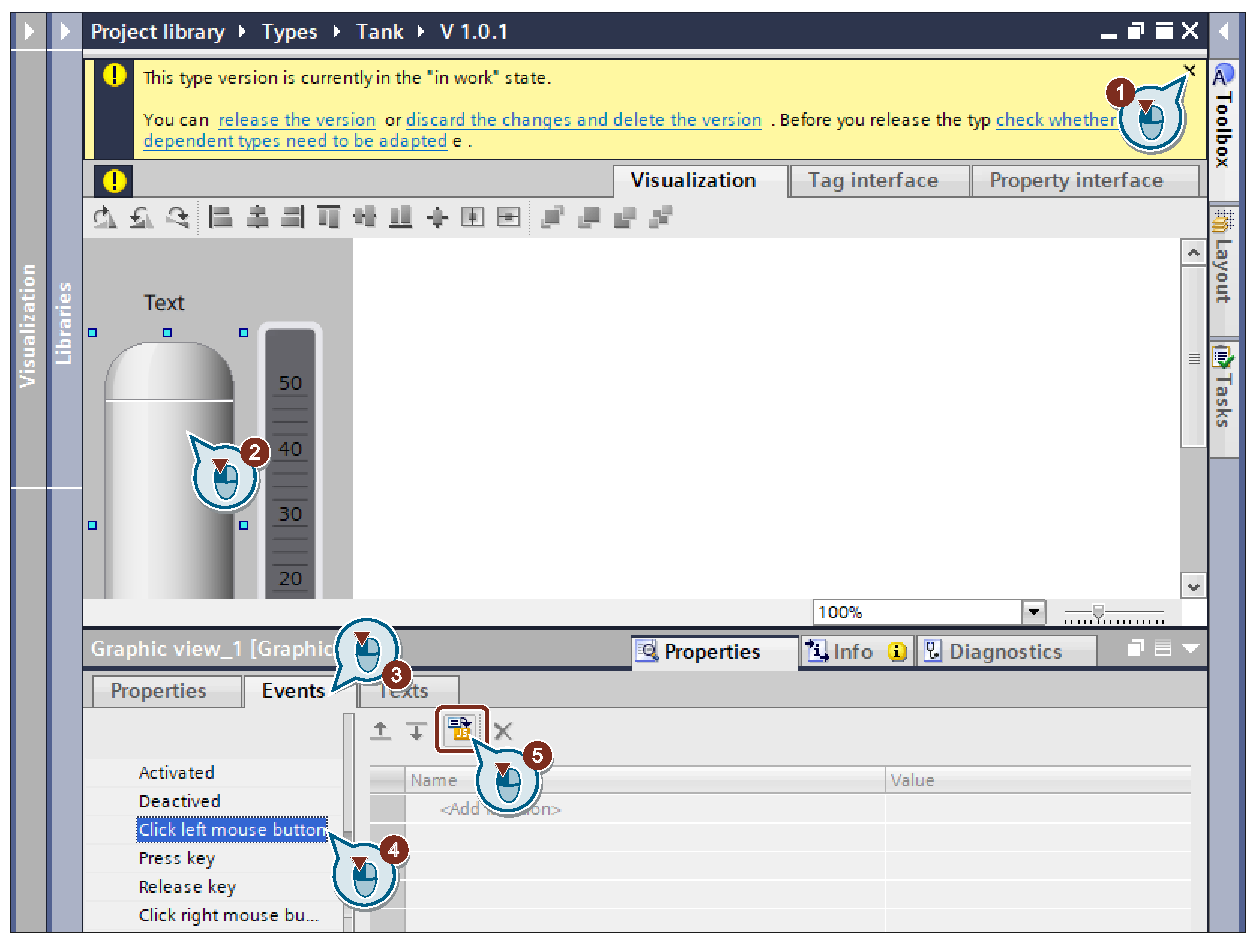 Project library Types Tank V 1.0.1
This type version is currently in the "in work" state.
You can release the version or discard the changes and delete the version . Before you release the typ check whether
dependent types need to be adapted e .
1
Visualization Tag interface Property interface
Toolbox
Layout
Tasks
Visualization
Libraries
Text
50
40
30
20
2
100%
Graphic view_1 [Graphic
Properties Info Diagnostics
3
Properties Events Texts
JS
5
Name Value
<Add
Activated
Deactived
Click left mouse button
4
Press key
Release key
Click right mouse bu...